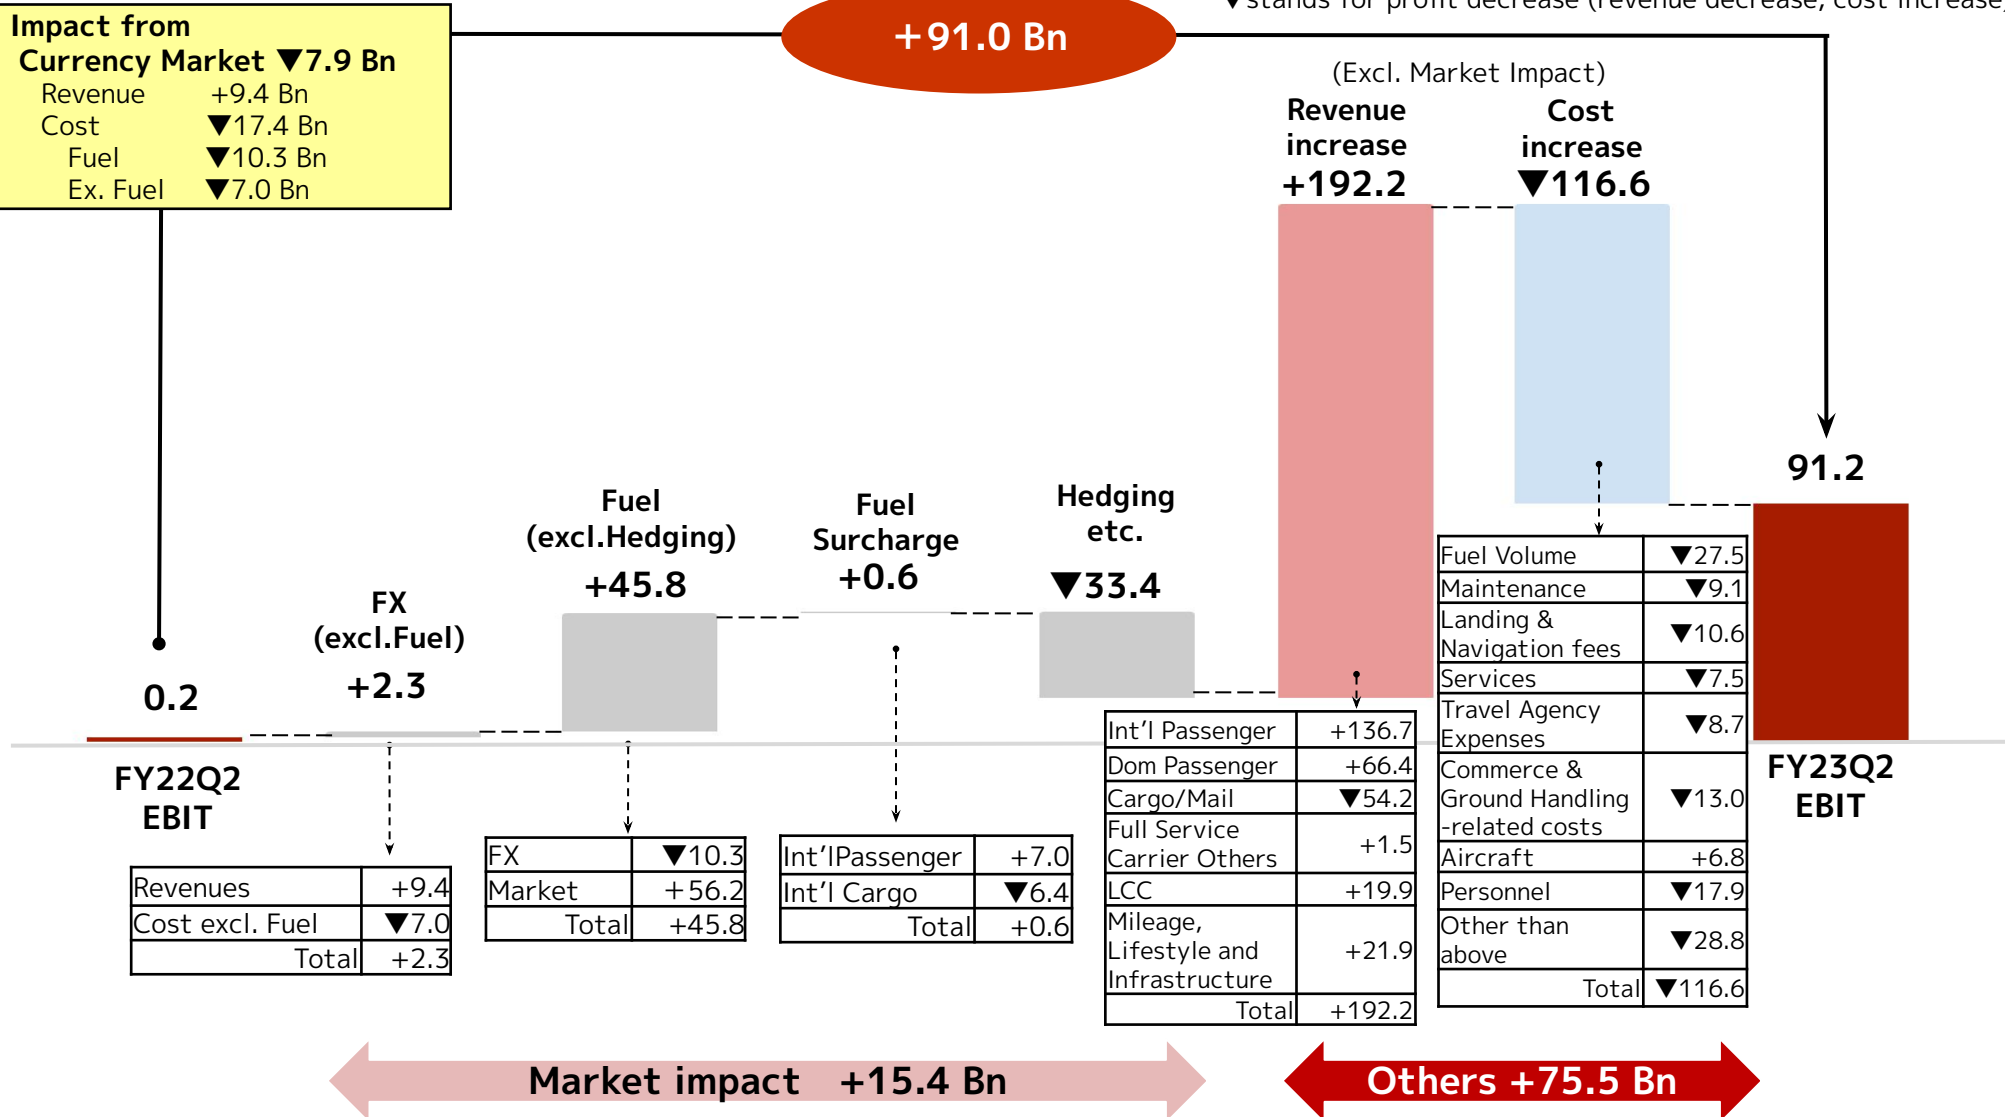 ▼stands for profit decrease (revenue decrease, cost increase)
Impact from
Currency Market ▼7.9 Bn
Revenue +9.4 Bn
Cost ▼17.4 Bn
Fuel ▼10.3 Bn
Ex. Fuel ▼7.0 Bn
+91.0 Bn
(Excl. Market Impact)
Revenue
increase
+192.2
Cost
increase
▼116.6
91.2
Fuel
(excl.Hedging)
+45.8
Fuel
Surcharge
+0.6
Hedging
etc.
▼33.4
FX
(excl.Fuel)
+2.3
0.2
FY22Q2
EBIT
FY23Q2
EBIT
Revenues +9.4
Cost excl. Fuel ▼7.0
Total +2.3
FX ▼10.3
Market +56.2
Total +45.8
Int'lPassenger +7.0
Int'l Cargo ▼6.4
Total +0.6
Int'l Passenger +136.7
Dom Passenger +66.4
Cargo/Mail ▼54.2
Full Service
Carrier Others +1.5
LCC +19.9
Mileage,
Lifestyle and
Infrastructure +21.9
Total +192.2
Fuel Volume ▼27.5
Maintenance ▼9.1
Landing &
Navigation fees ▼10.6
Services ▼7.5
Travel Agency
Expenses ▼8.7
Commerce &
Ground Handling
-related costs ▼13.0
Aircraft +6.8
Personnel ▼17.9
Other than
above ▼28.8
Total ▼116.6
Market impact +15.4 Bn
Others +75.5 Bn